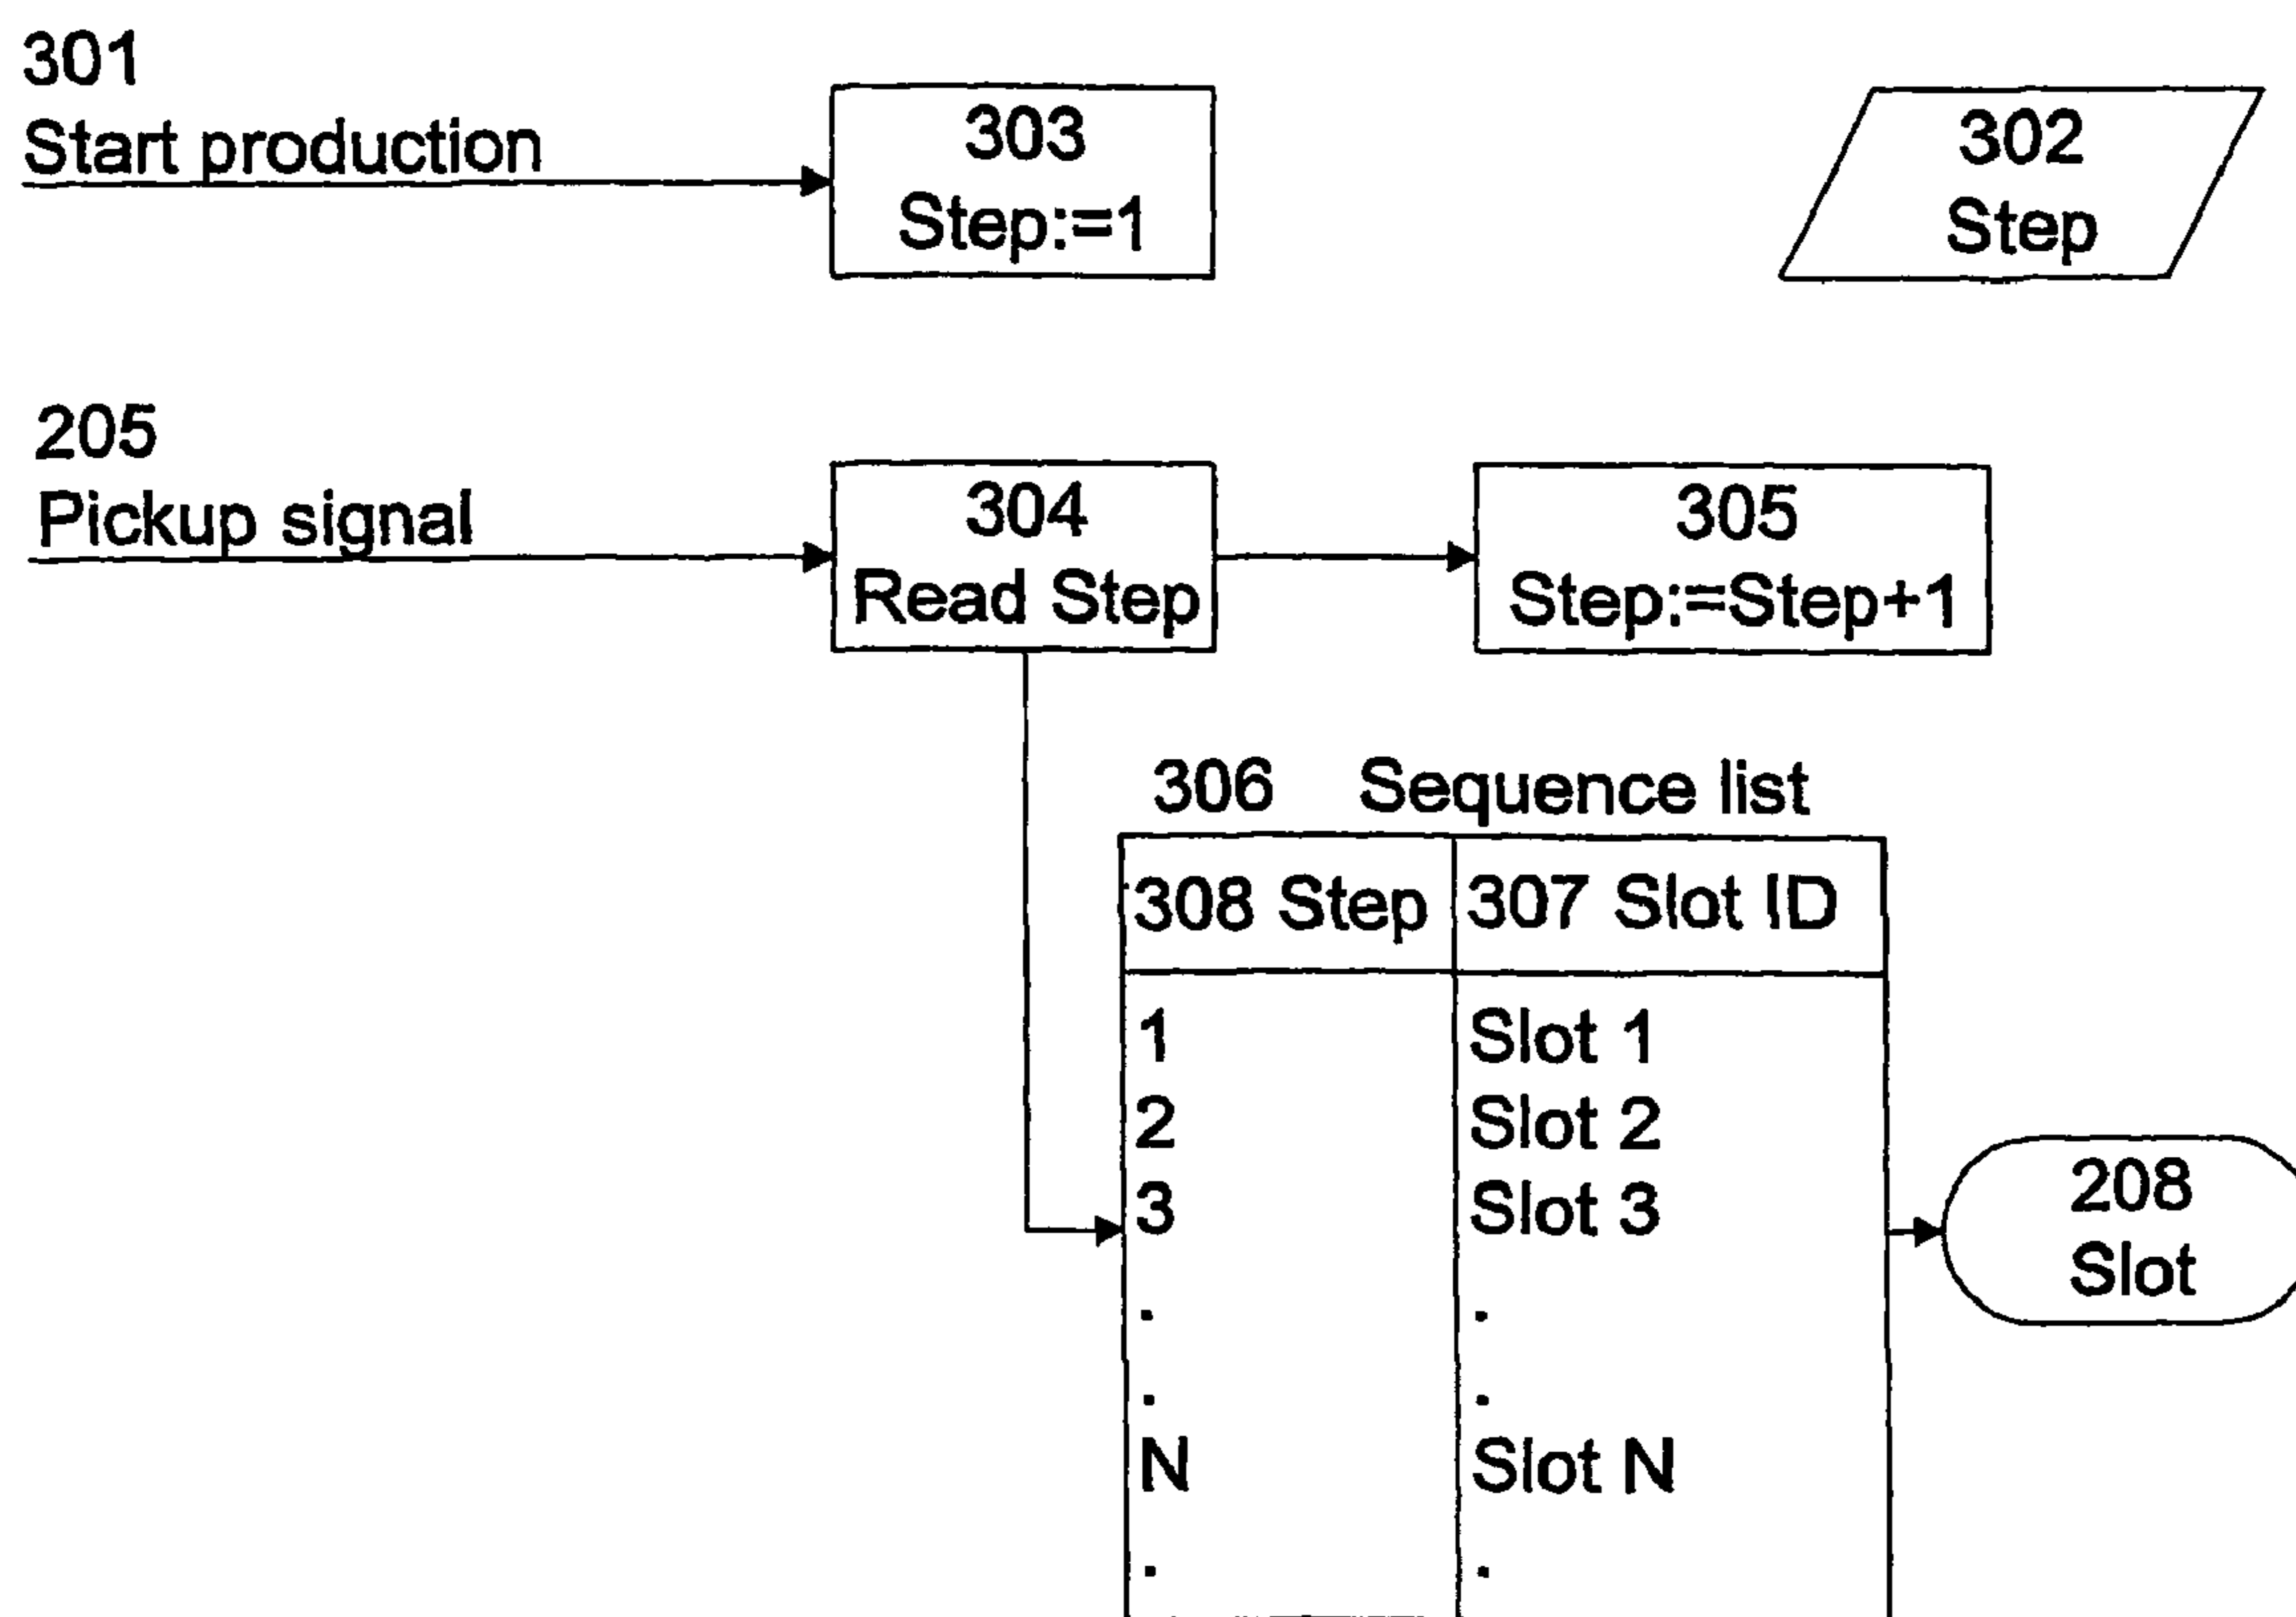 301
Start production
303
Step:=1
302
Step
205
Pickup signal
304
Read Step
305
Step:=Step+1
306 Sequence list
308 Step 307 Slot ID
1 Slot 1
2 Slot 2
3 Slot 3
. .
. .
N Slot N
. .
208
Slot